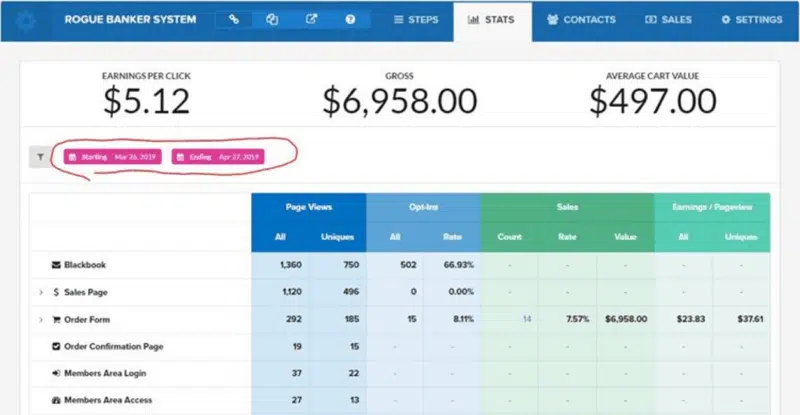 ROGUE BANKER SYSTEM STEPS STATS CONTACTS SALES SETTINGS
EARNINGS PER CLICK GROSS AVERAGE CART VALUE
$5.12 $6,958.00 $497.00
Starting Mar 26, 2019 Ending Apr 27, 2019
Page Views Opt-Ins Sales Earnings / Pageview
All Uniques All Rate Count Rate Value All Uniques
Blackbook 1,360 750 502 66.93% - - - - -
> $ Sales Page 1,120 496 0 0.00% - - - - -
> Order Form 292 185 15 8.11% 14 7.57% $6,958.00 $23.83 $37.61
Order Confirmation Page 19 15 - - - - - - -
Members Area Login 37 22 - - - - - - -
Members Area Access 27 13 - - - - - - -